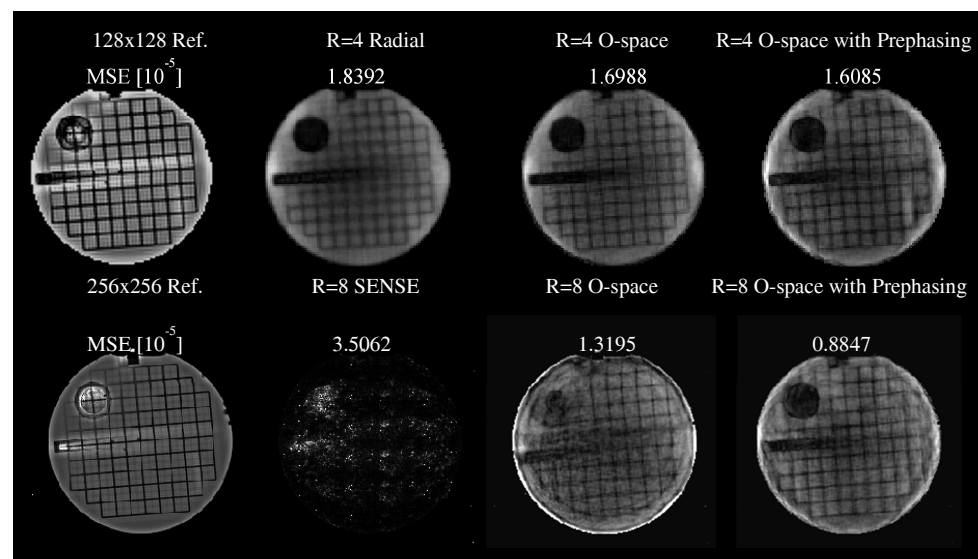 128x128 Ref. R=4 Radial R=4 O-space R=4 O-space with Prephasing
MSE [10^-5] 1.8392 1.6988 1.6085
256x256 Ref. R=8 SENSE R=8 O-space R=8 O-space with Prephasing
MSE [10^-5] 3.5062 1.3195 0.8847